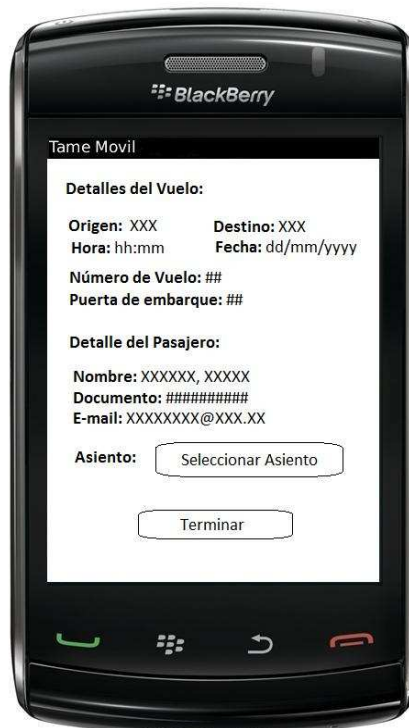 BlackBerry
Tame Movil
Detalles del Vuelo:
Origen: XXX Destino: XXX
Hora: hh:mm Fecha: dd/mm/yyyy
Número de Vuelo: ##
Puerta de embarque: ##
Detalle del Pasajero:
Nombre: XXXXXX, XXXXX
Documento: ##########
E-mail: XXXXXXXX@XXX.XX
Asiento: Seleccionar Asiento
Terminar